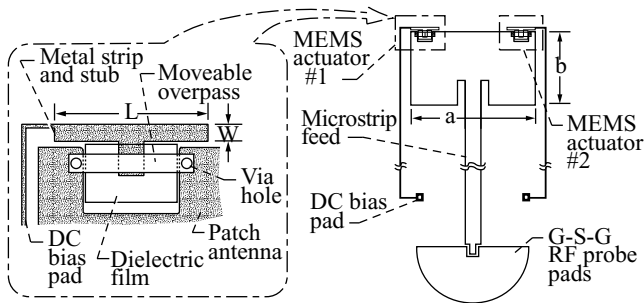 Metal strip
and stub
Moveable
overpass
L
W
Via
hole
DC
bias
pad
Dielectric
film
Patch
antenna
MEMS
actuator
#1
b
a
Microstrip
feed
MEMS
actuator
#2
DC bias
pad
G-S-G
RF probe
pads